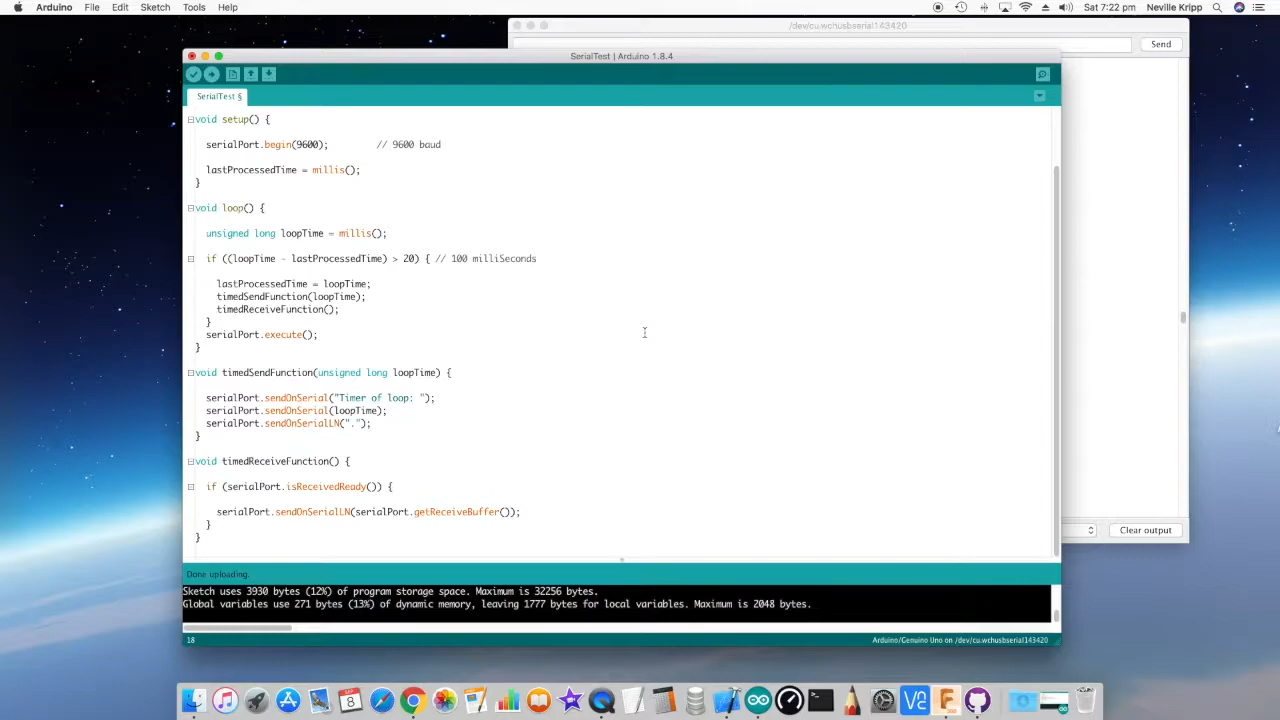 Arduino File Edit Sketch Tools Help Sat 7:22 pm Neville Kripp
/dev/cu.wchusbserial143420
Send
SerialTest | Arduino 1.8.4
SerialTest §
void setup() {
serialPort.begin(9600); // 9600 baud
lastProcessedTime = millis();
}
void loop() {
unsigned long loopTime = millis();
if ((loopTime - lastProcessedTime) > 20) { // 100 milliSeconds
lastProcessedTime = loopTime;
timedSendFunction(loopTime);
timedReceiveFunction();
}
serialPort.execute();
}
void timedSendFunction(unsigned long loopTime) {
serialPort.sendOnSerial("Timer of loop: ");
serialPort.sendOnSerial(loopTime);
serialPort.sendOnSerialLN(".");
}
void timedReceiveFunction() {
if (serialPort.isReceivedReady()) {
serialPort.sendOnSerialLN(serialPort.getReceiveBuffer());
}
}
Clear output
Done uploading.
Sketch uses 3930 bytes (12%) of program storage space. Maximum is 32256 bytes.
Global variables use 271 bytes (13%) of dynamic memory, leaving 1777 bytes for local variables. Maximum is 2048 bytes.
18 Arduino/Genuino Uno on /dev/cu.wchusbserial143420